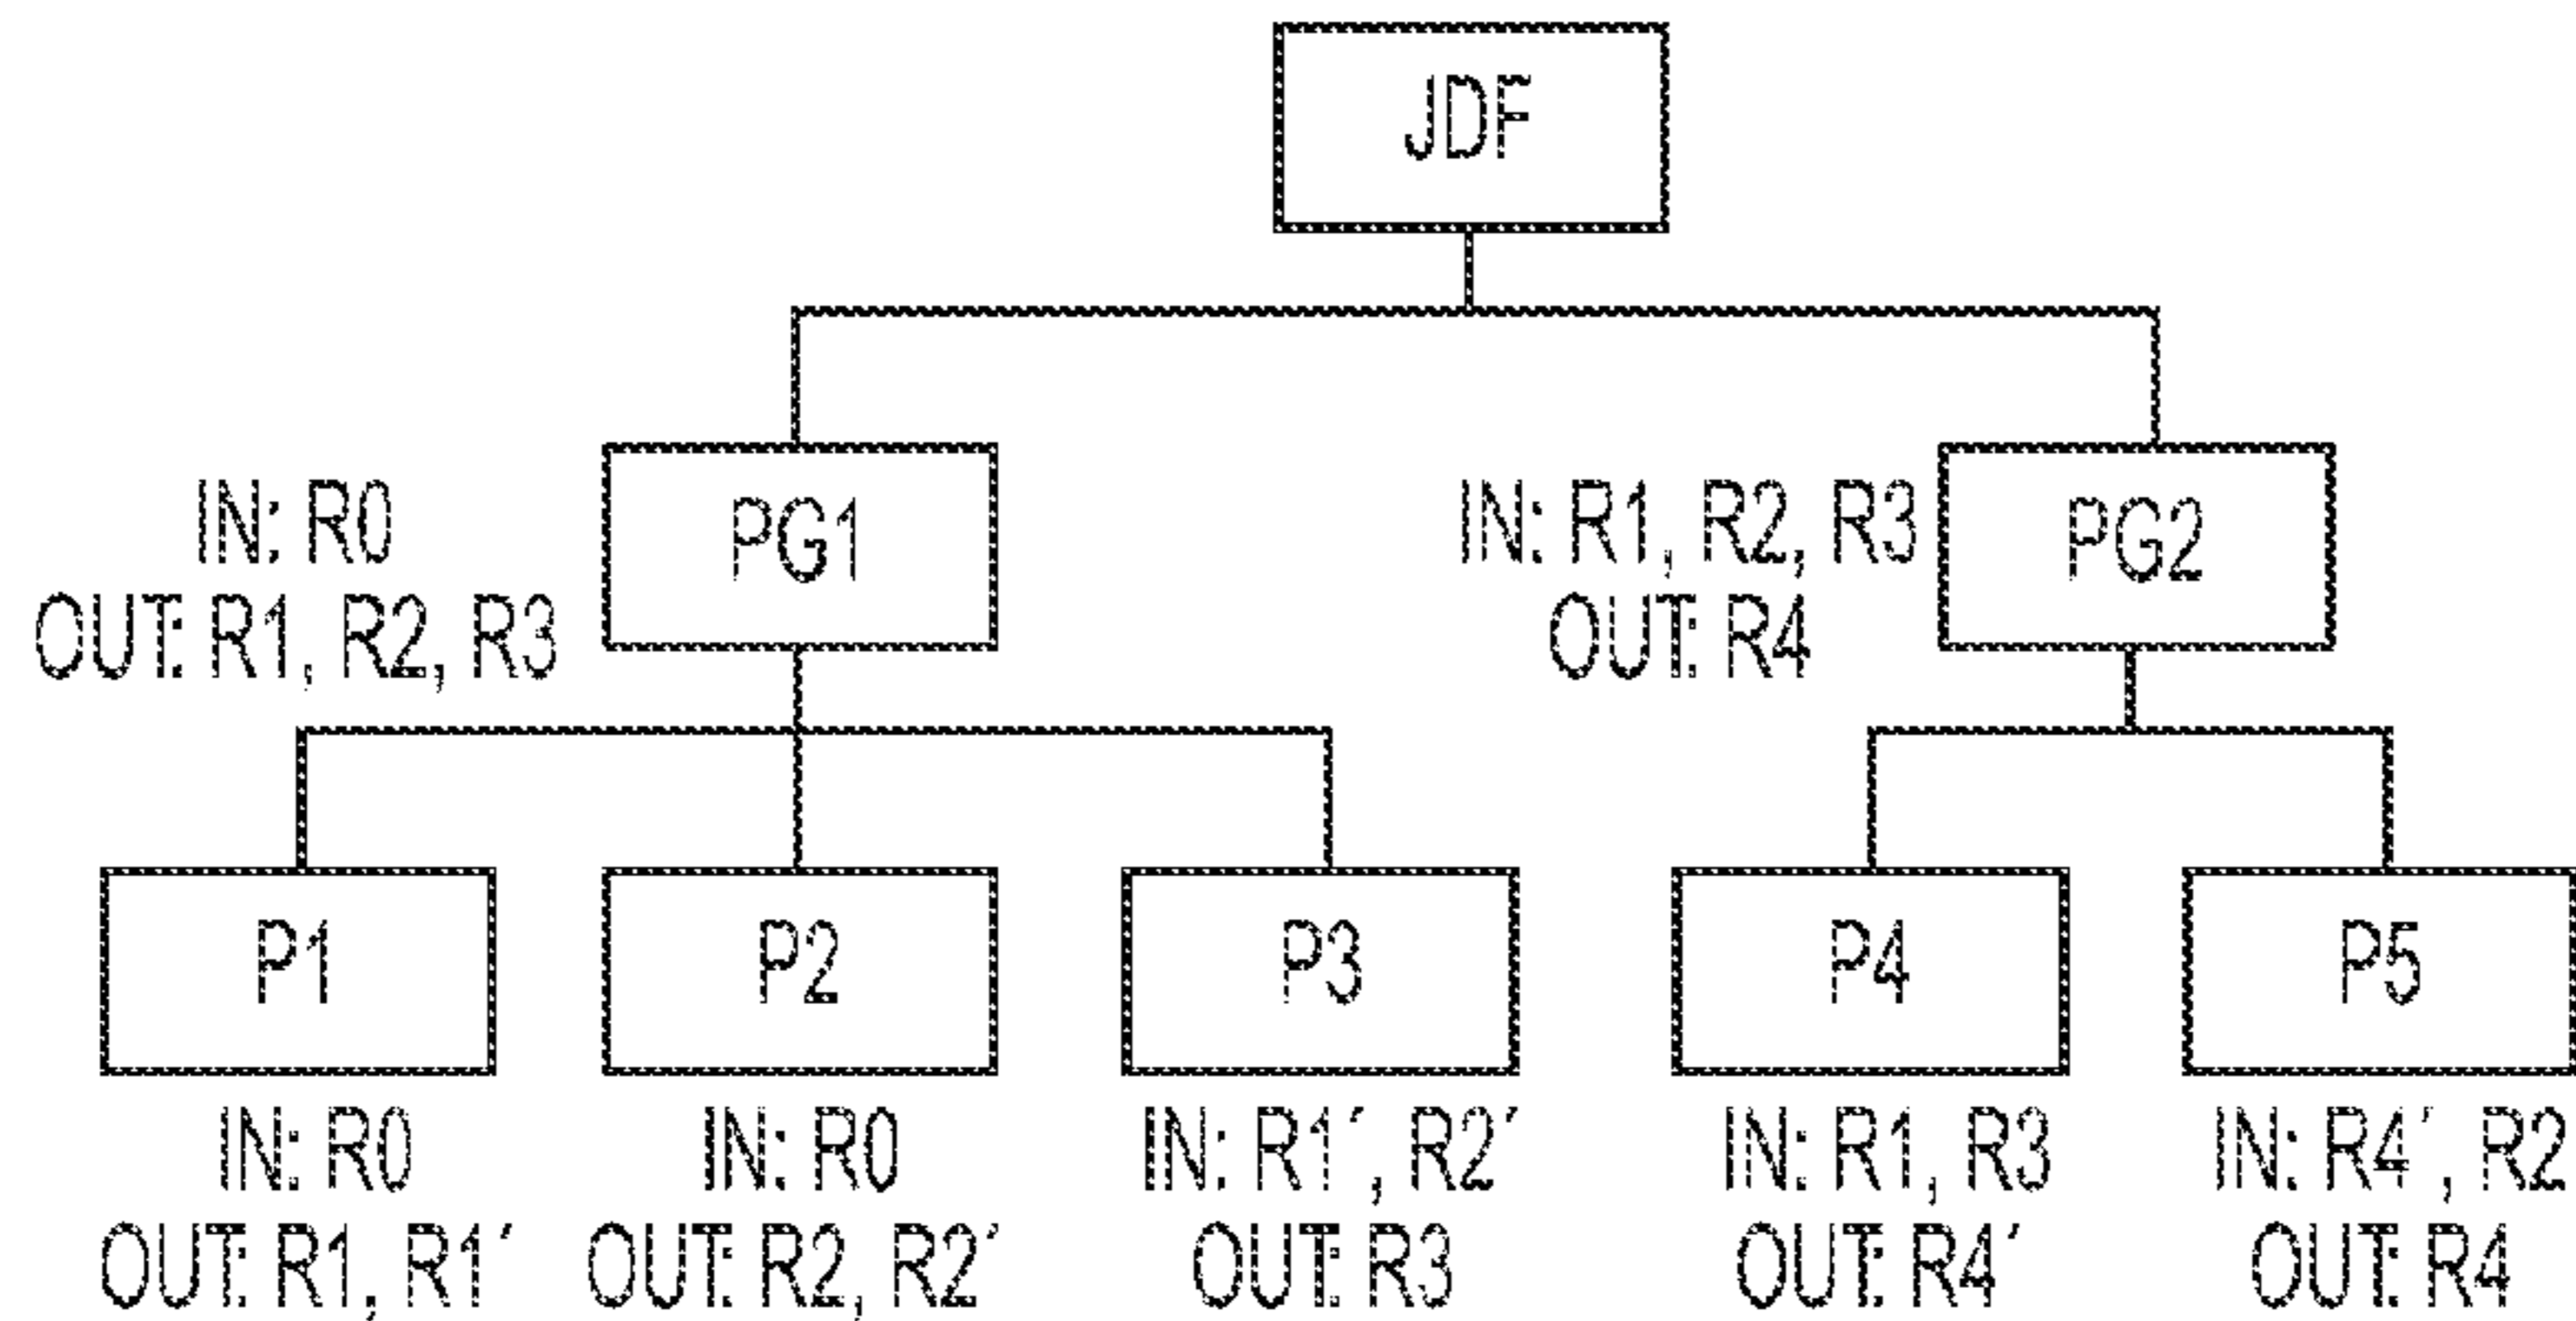 JDF
IN: R0
OUT: R1, R2, R3
PG1
IN: R1, R2, R3
OUT: R4
PG2
P1
P2
P3
P4
P5
IN: R0
OUT: R1, R1´
IN: R0
OUT: R2, R2´
IN: R1´, R2´
OUT: R3
IN: R1, R3
OUT: R4´
IN: R4´, R2
OUT: R4